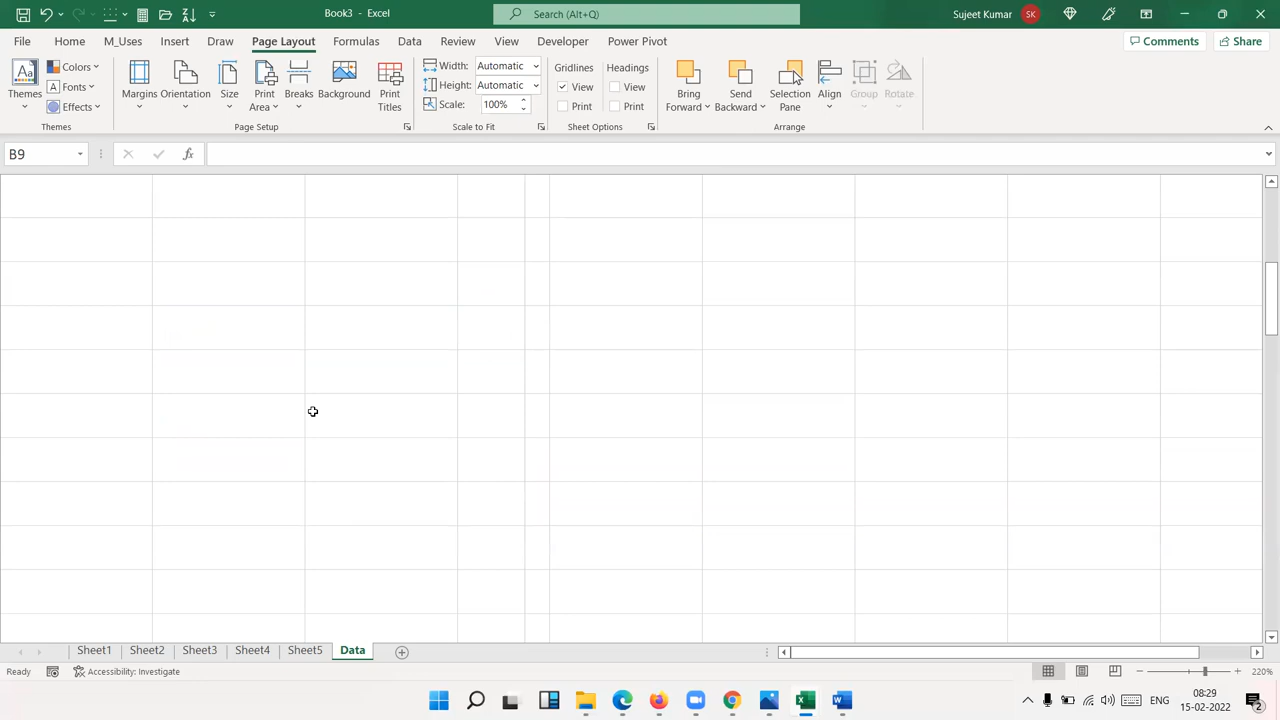 Book3 - Excel
Search (Alt+Q)
Sujeet Kumar
SK
File
Home
M_Uses
Insert
Draw
Page Layout
Formulas
Data
Review
View
Developer
Help
Power Pivot
Comments
Share
Themes
Colors
Fonts
Effects
Themes
Margins
Orientation
Size
Print Area
Breaks
Background
Print Titles
Page Setup
Width: Automatic
Height: Automatic
Scale: 100%
Scale to Fit
Gridlines
View
Print
Headings
View
Print
Sheet Options
Bring Forward
Send Backward
Selection Pane
Align
Group
Rotate
Arrange
B9
fx
Sheet1
Sheet2
Sheet3
Sheet4
Sheet5
Data
Ready
Accessibility: Investigate
220%
ENG
08:29
15-02-2022
2